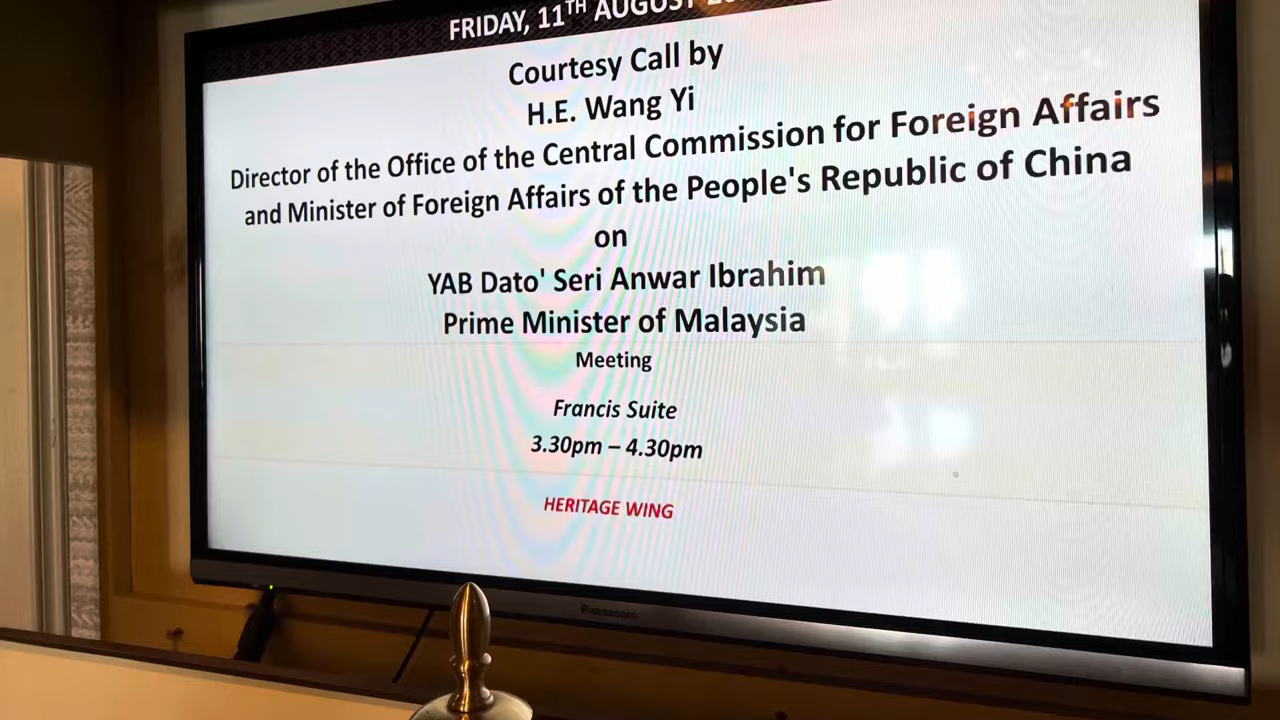 FRIDAY, 11TH AUGUST
Courtesy Call by
H.E. Wang Yi
Director of the Office of the Central Commission for Foreign Affairs
and Minister of Foreign Affairs of the People's Republic of China
on
YAB Dato' Seri Anwar Ibrahim
Prime Minister of Malaysia
Meeting
Francis Suite
3.30pm – 4.30pm
HERITAGE WING
Panasonic